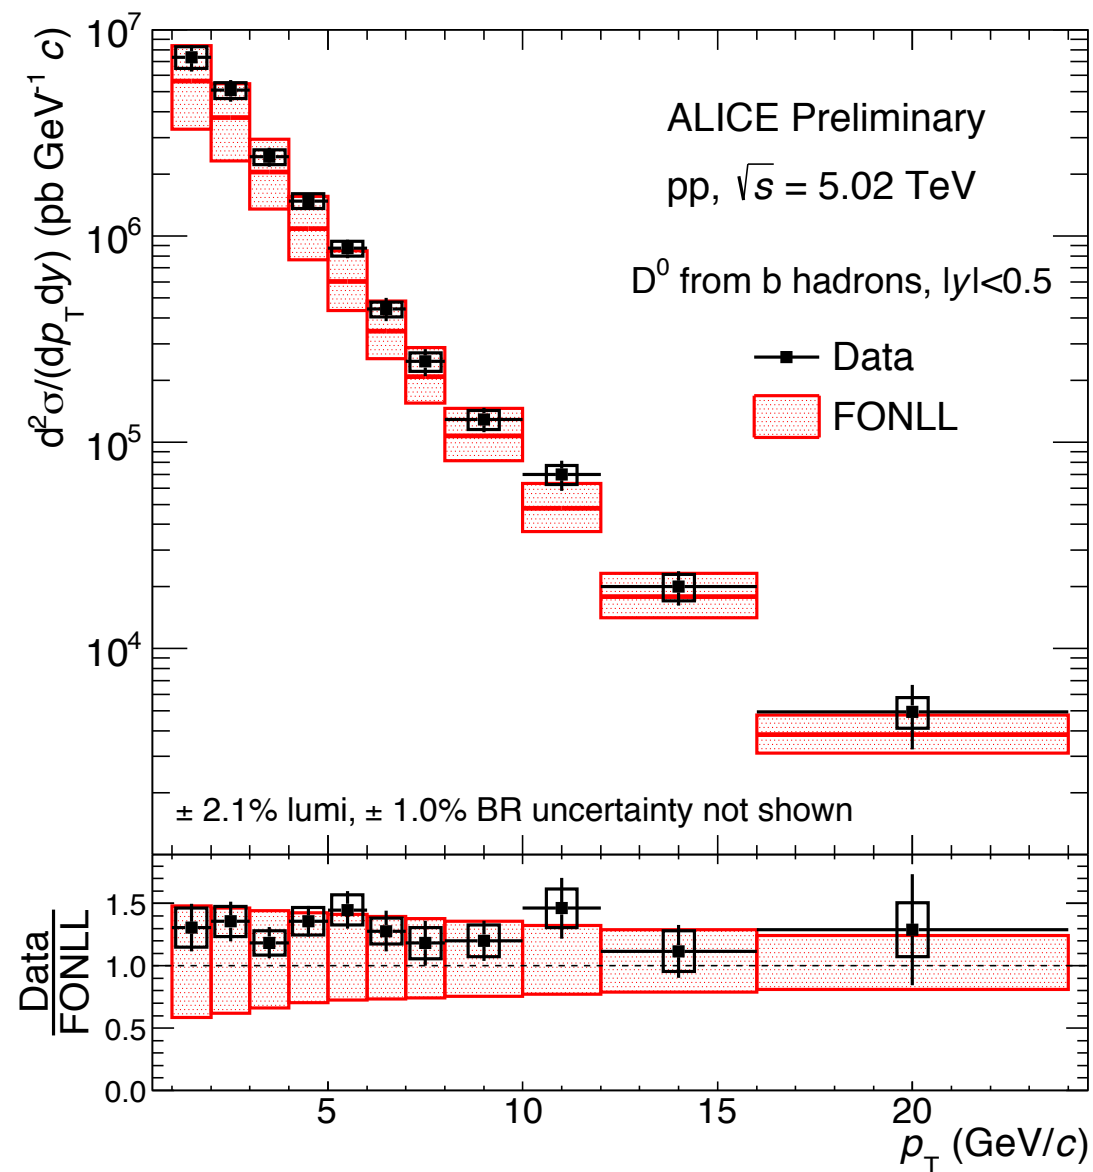 10⁷
10⁶
10⁵
10⁴
d²σ/(dp_T dy) (pb GeV⁻¹ c)
ALICE Preliminary
pp, √s = 5.02 TeV
D⁰ from b hadrons, |y|<0.5
Data
FONLL
± 2.1% lumi, ± 1.0% BR uncertainty not shown
Data
FONLL
1.5
1.0
0.5
0.0
5 10 15 20
p_T (GeV/c)